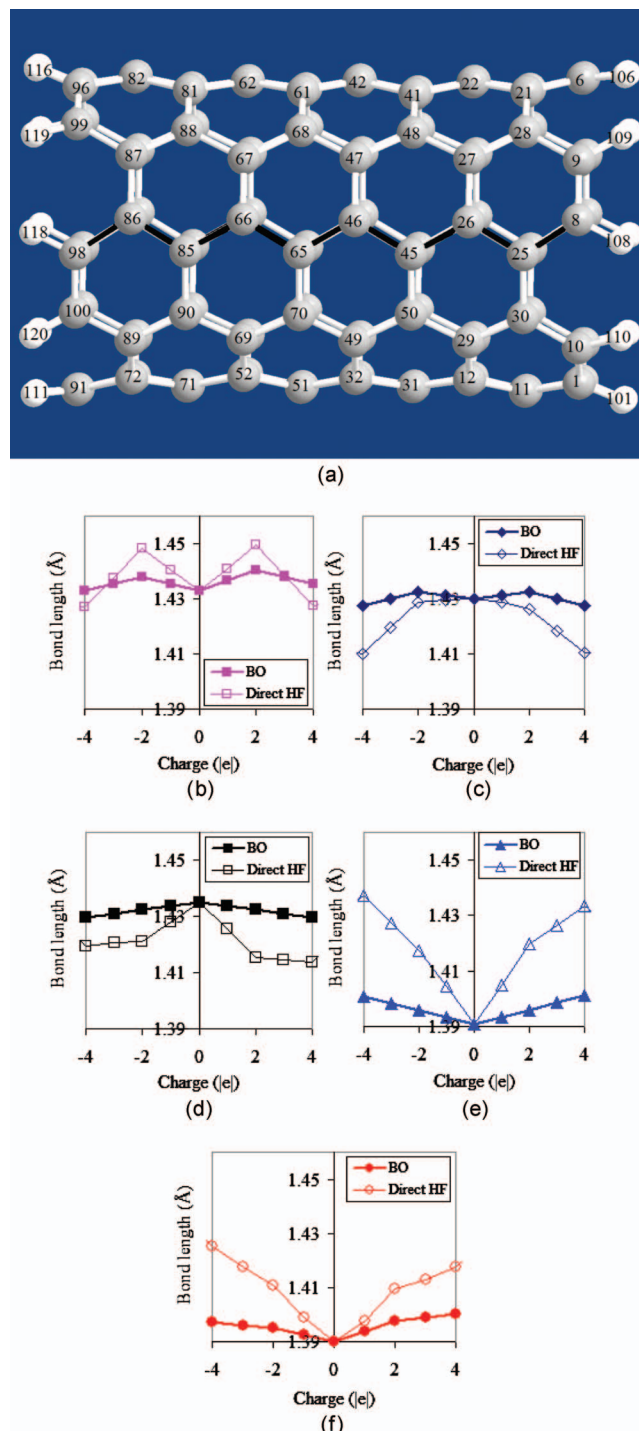 116 96 82 81 62 61 42 41 22 21 6 106
119 99 88 68 48 28 109
87 67 47 27 9
118 86 66 46 26 8 108
98 85 65 45 25
100 90 70 50 30
120 89 69 49 29 10 110
111 91 72 71 52 51 32 31 12 11 1 101
(a)
Bond length (Å)
1.45
1.43
1.41
1.39
BO
Direct HF
-4 -2 0 2 4
Charge (|e|)
(b)
Bond length (Å)
1.45
1.43
1.41
1.39
BO
Direct HF
-4 -2 0 2 4
Charge (|e|)
(c)
Bond length (Å)
1.45
1.43
1.41
1.39
BO
Direct HF
-4 -2 0 2 4
Charge (|e|)
(d)
Bond length (Å)
1.45
1.43
1.41
1.39
BO
Direct HF
-4 -2 0 2 4
Charge (|e|)
(e)
Bond length (Å)
1.45
1.43
1.41
1.39
BO
Direct HF
-4 -2 0 2 4
Charge (|e|)
(f)